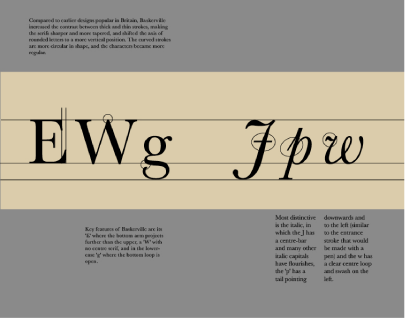 Compared to earlier designs popular in Britain, Baskerville
increased the contrast between thick and thin strokes, making
the serifs sharper and more tapered, and shifted the axis of
rounded letters to a more vertical position. The curved strokes
are more circular in shape, and the characters became more
regular.
E W g J p w
Key features of Baskerville are its
'E' where the bottom arm projects
further than the upper, a 'W' with
no centre serif, and in the lower-
case 'g' where the bottom loop is
open.
Most distinctive
is the italic, in
which the J has
a centre-bar
and many other
italic capitals
have flourishes,
the 'p' has a
tail pointing
downwards and
to the left (similar
to the entrance
stroke that would
be made with a
pen) and the w has
a clear centre loop
and swash on the
left.